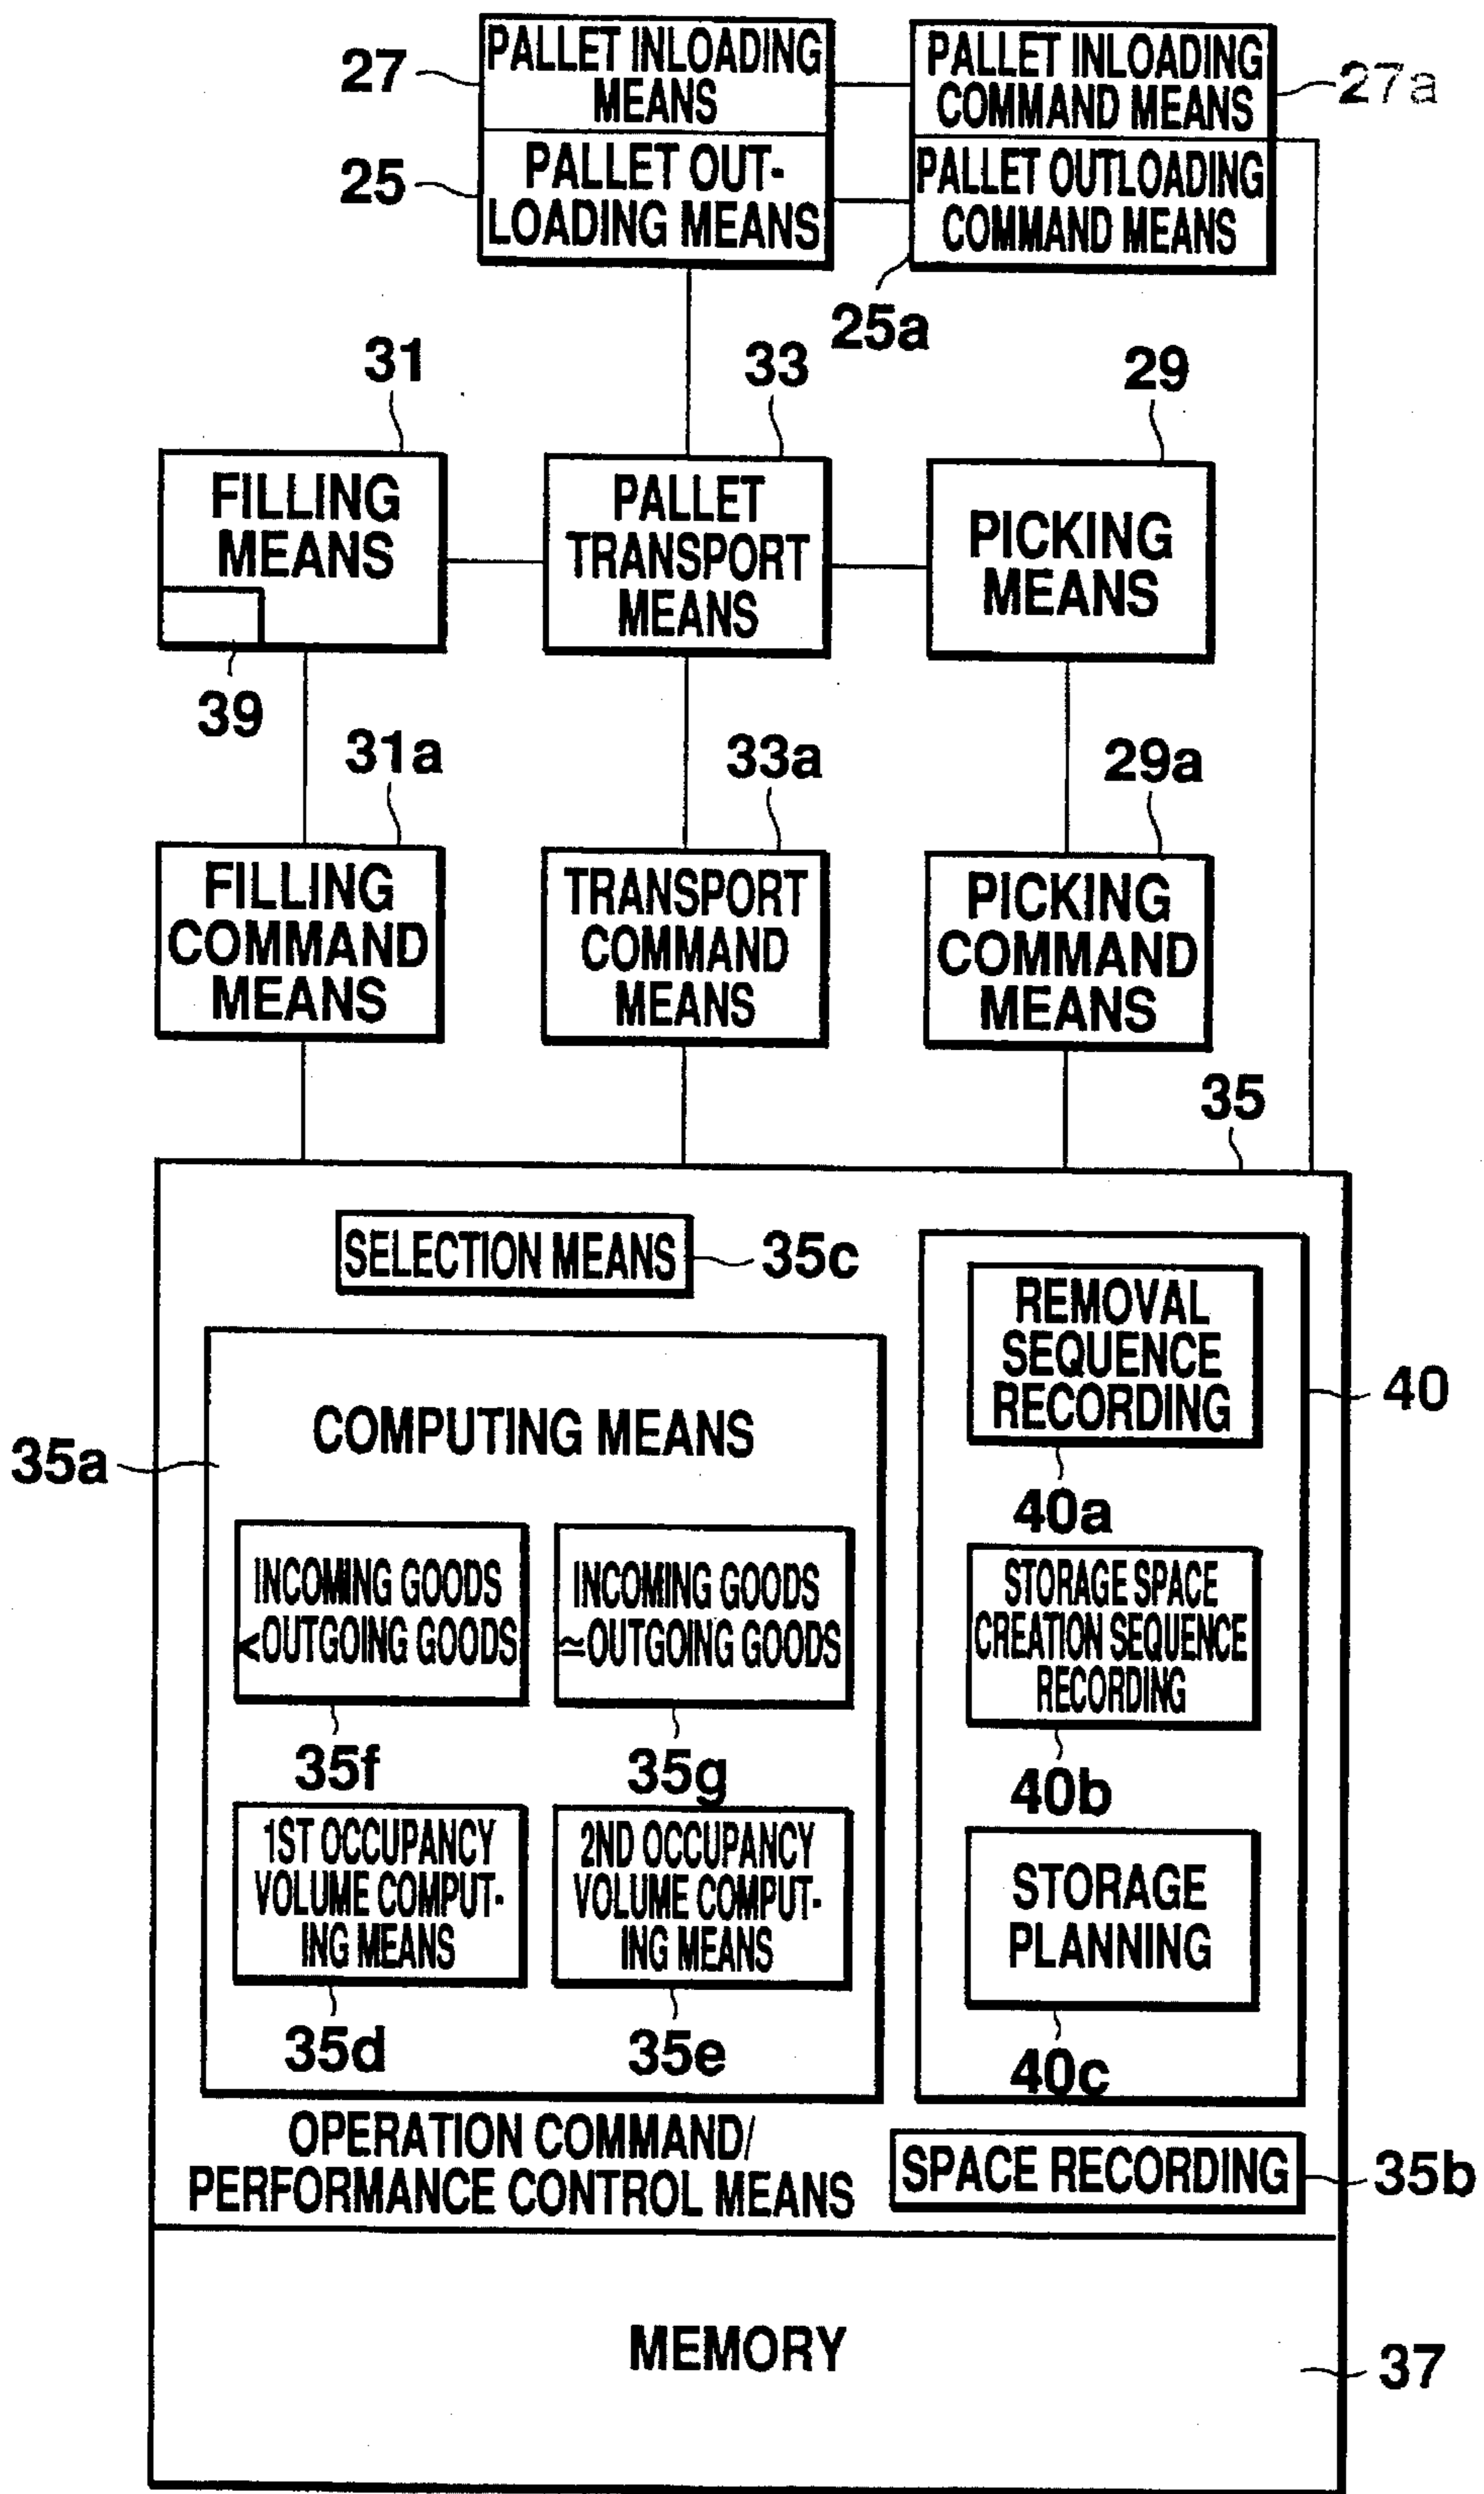 27
PALLET INLOADING
MEANS
PALLET INLOADING
COMMAND MEANS
27a
25
PALLET OUT-
LOADING MEANS
PALLET OUTLOADING
COMMAND MEANS
25a
31
33
29
FILLING
MEANS
PALLET
TRANSPORT
MEANS
PICKING
MEANS
39
31a
33a
29a
FILLING
COMMAND
MEANS
TRANSPORT
COMMAND
MEANS
PICKING
COMMAND
MEANS
35
SELECTION MEANS
35c
REMOVAL
SEQUENCE
RECORDING
40
40a
35a
COMPUTING MEANS
INCOMING GOODS
<OUTGOING GOODS
INCOMING GOODS
≃OUTGOING GOODS
STORAGE SPACE
CREATION SEQUENCE
RECORDING
35f
35g
40b
1ST OCCUPANCY
VOLUME COMPUT-
ING MEANS
2ND OCCUPANCY
VOLUME COMPUT-
ING MEANS
STORAGE
PLANNING
35d
35e
40c
OPERATION COMMAND/
PERFORMANCE CONTROL MEANS
SPACE RECORDING
35b
MEMORY
37